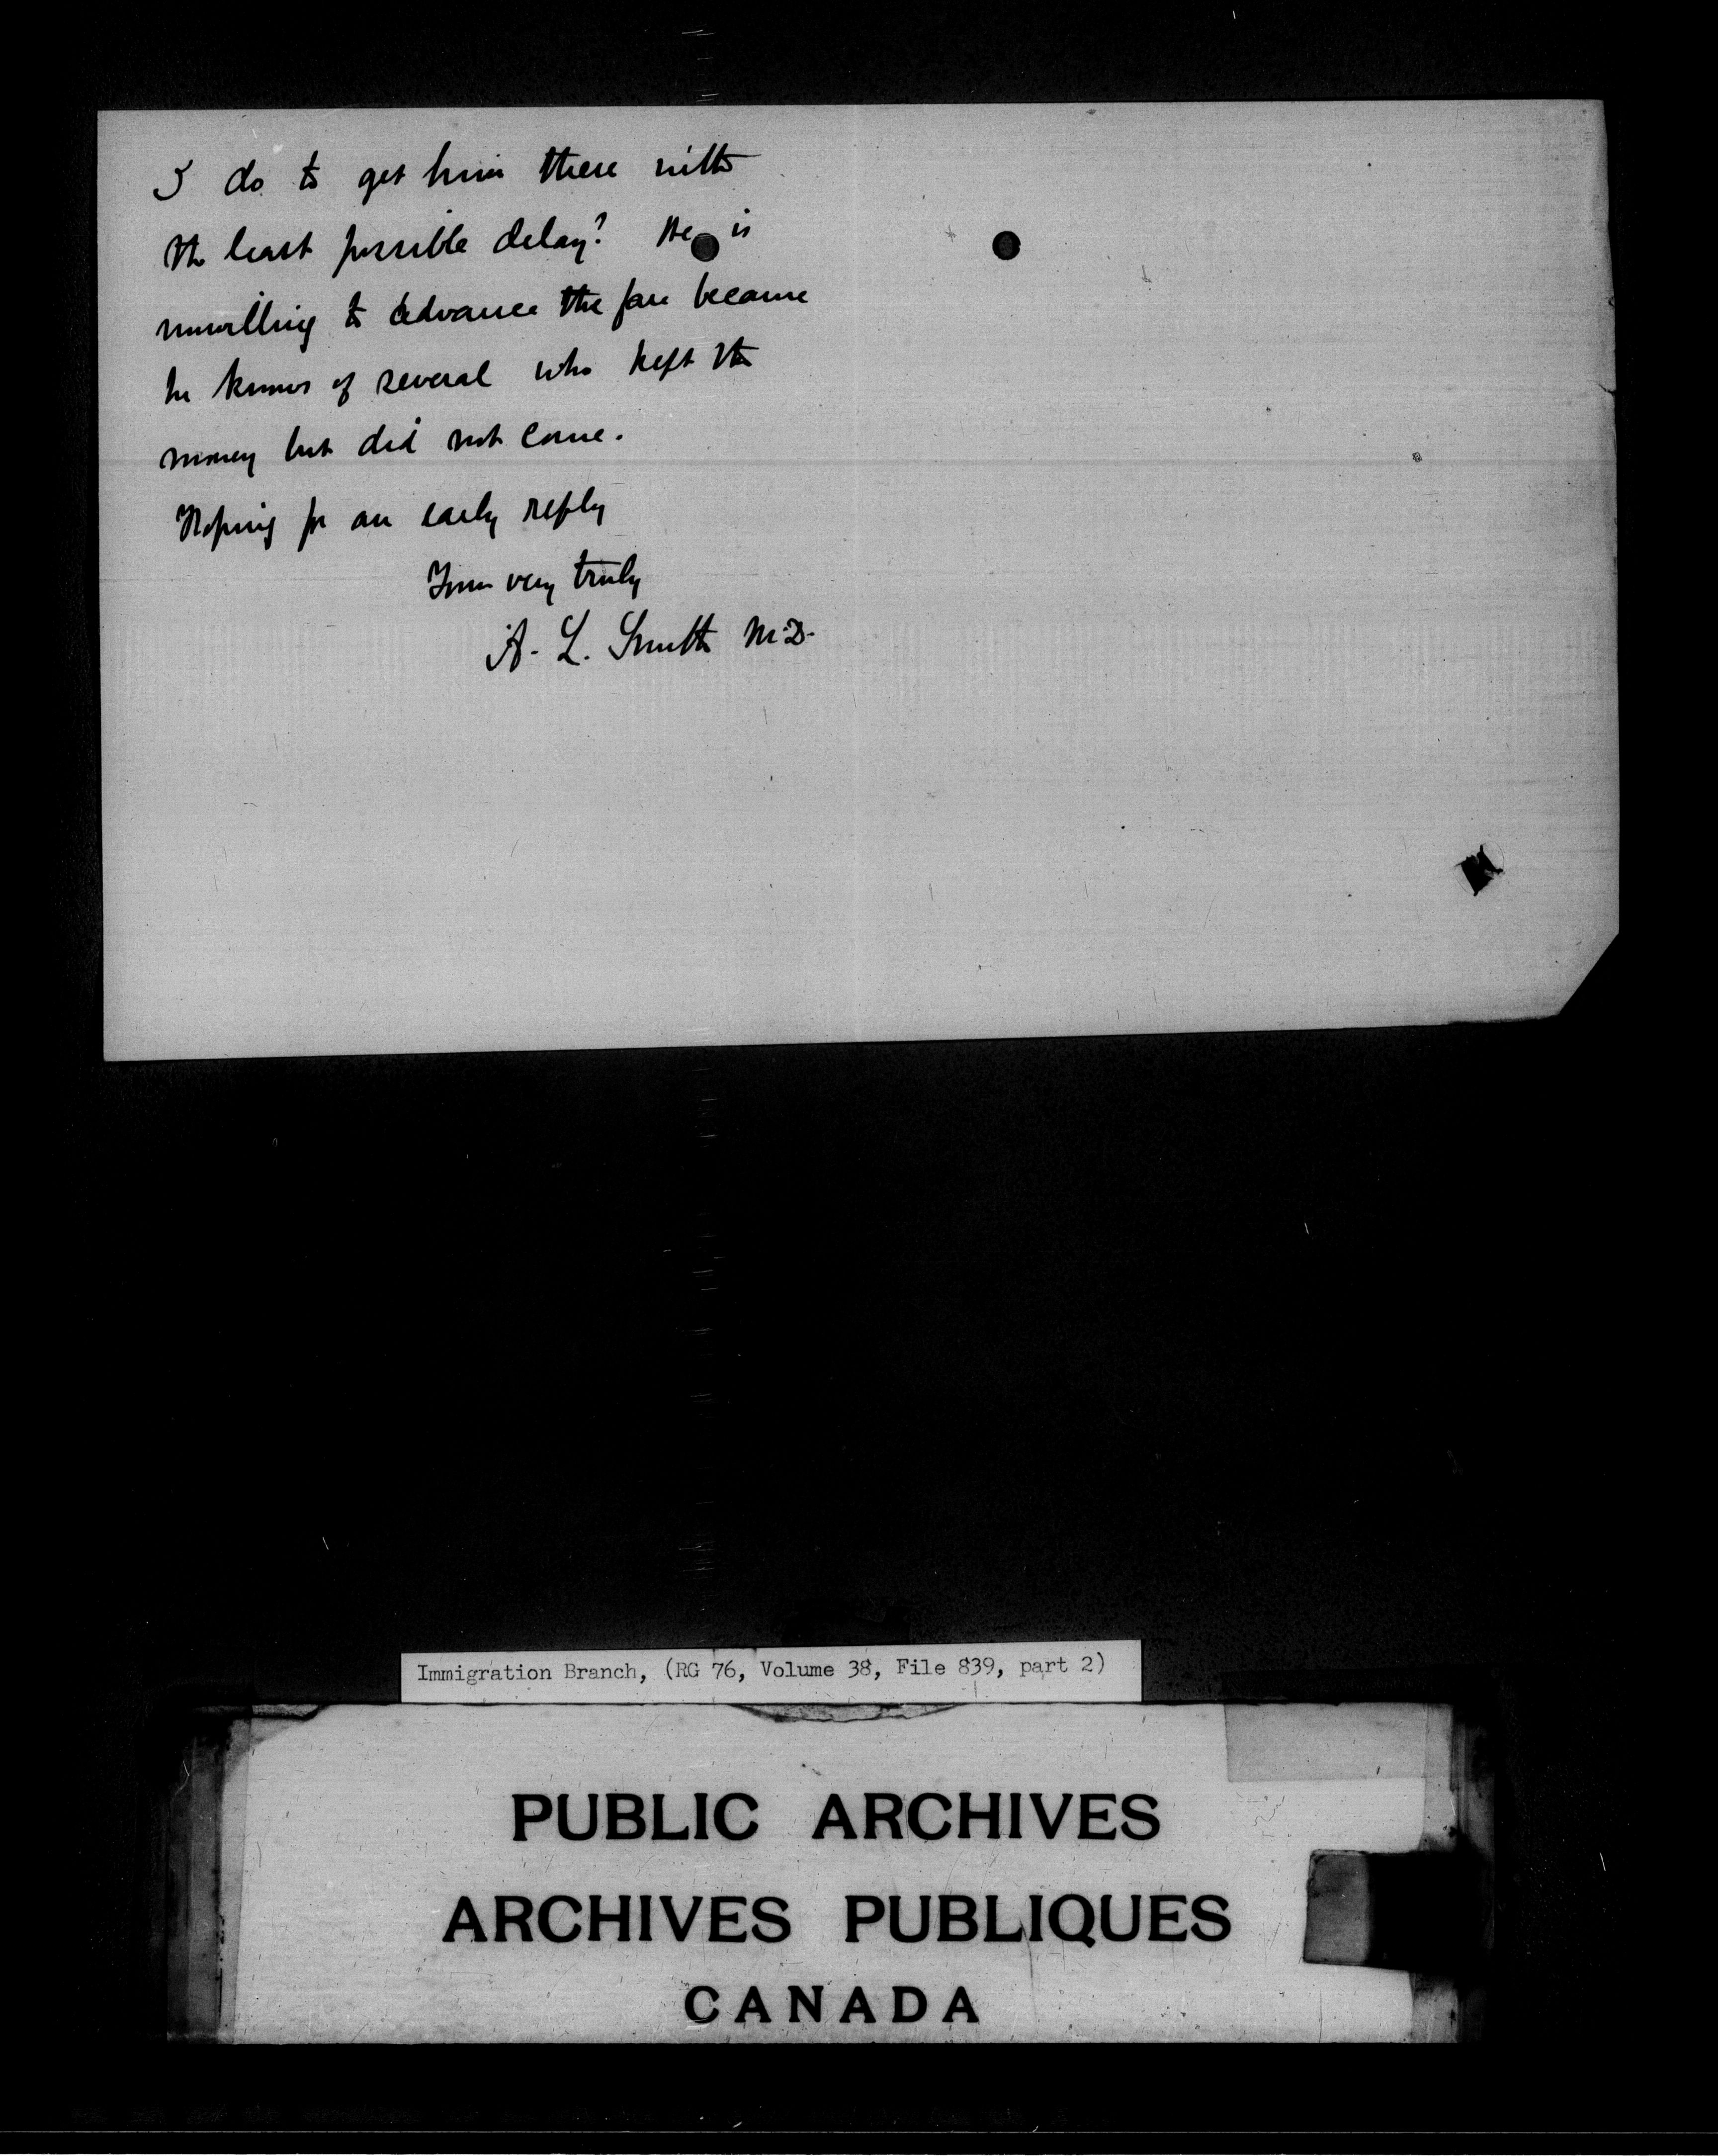 I do to get him there with
the least possible delay? He is
unwilling to advance the fare because
he knows of several who kept the
money but did not come.
Hoping for an early reply
Yours very truly
A. L. Smith M.D.
Immigration Branch, (RG 76, Volume 38, File 839, part 2)
PUBLIC ARCHIVES
ARCHIVES PUBLIQUES
CANADA